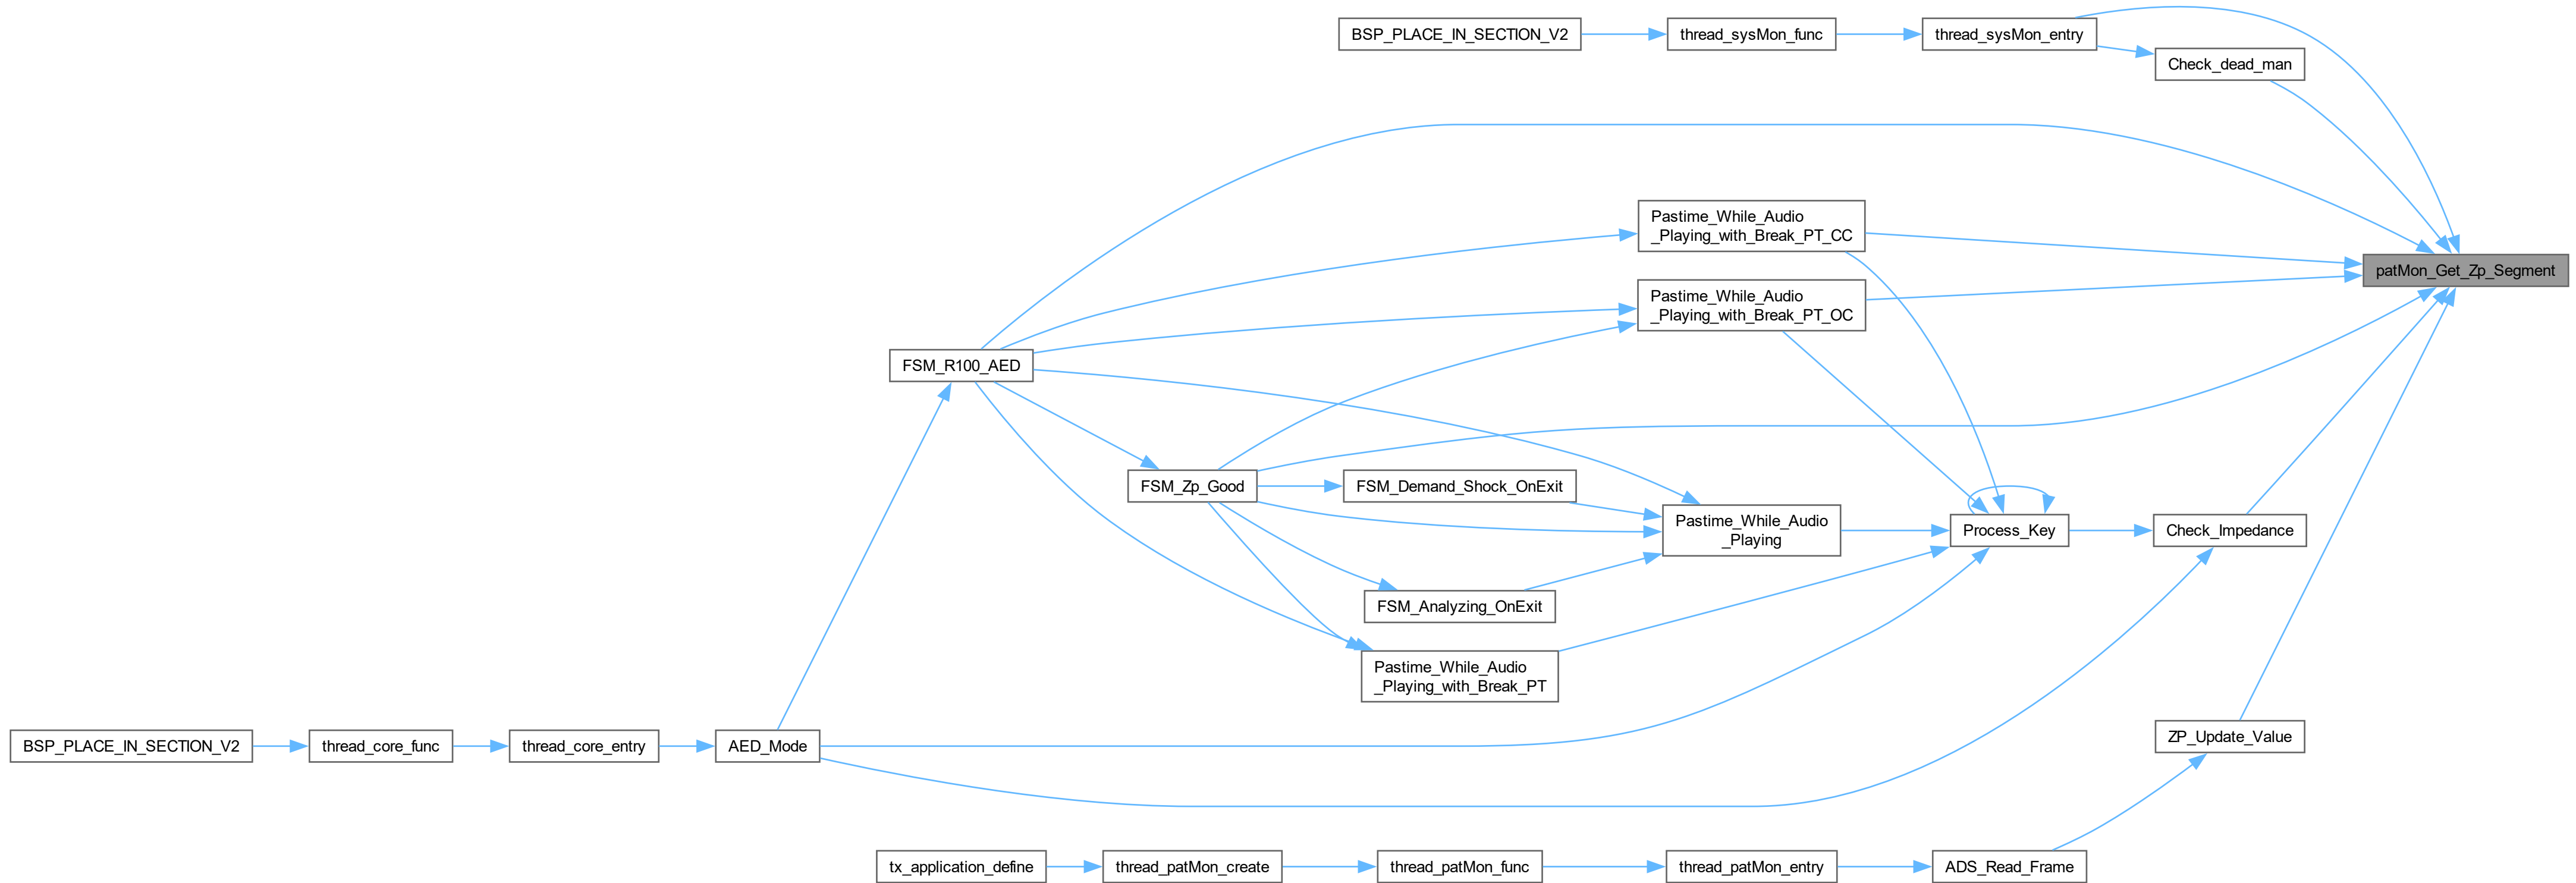 BSP_PLACE_IN_SECTION_V2
thread_sysMon_func
thread_sysMon_entry
Check_dead_man
Pastime_While_Audio
_Playing_with_Break_PT_CC
patMon_Get_Zp_Segment
Pastime_While_Audio
_Playing_with_Break_PT_OC
FSM_R100_AED
FSM_Zp_Good
FSM_Demand_Shock_OnExit
Pastime_While_Audio
_Playing
Process_Key
Check_Impedance
FSM_Analyzing_OnExit
Pastime_While_Audio
_Playing_with_Break_PT
BSP_PLACE_IN_SECTION_V2
thread_core_func
thread_core_entry
AED_Mode
ZP_Update_Value
tx_application_define
thread_patMon_create
thread_patMon_func
thread_patMon_entry
ADS_Read_Frame